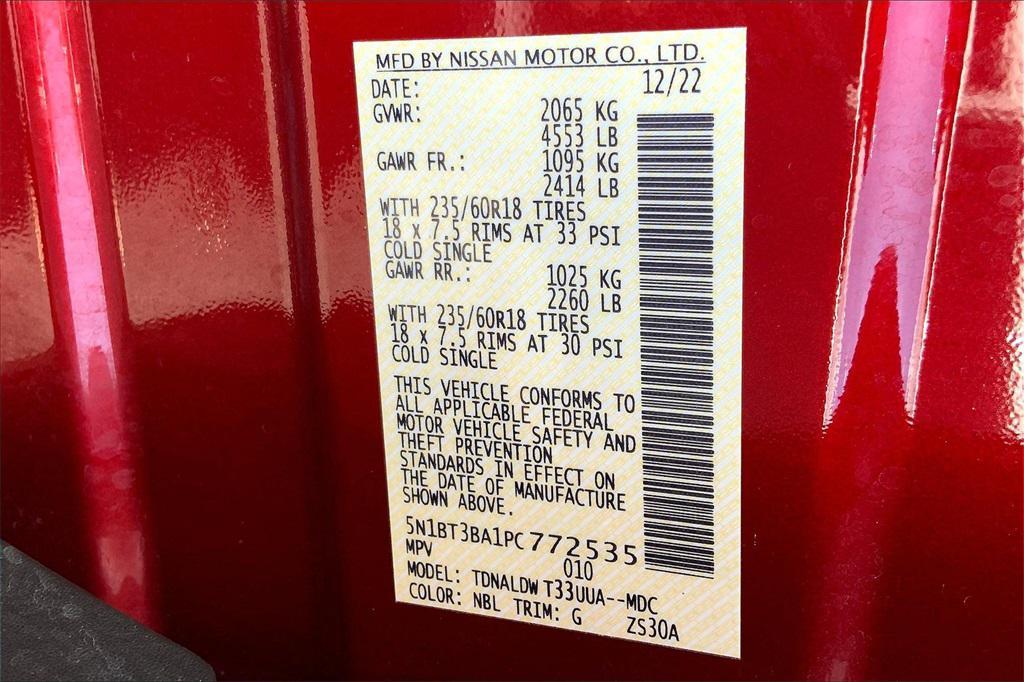 MFD BY NISSAN MOTOR CO., LTD.
DATE: 12/22
GVWR: 2065 KG
4553 LB
GAWR FR.: 1095 KG
2414 LB
WITH 235/60R18 TIRES
18 x 7.5 RIMS AT 33 PSI
COLD SINGLE
GAWR RR.: 1025 KG
2260 LB
WITH 235/60R18 TIRES
18 x 7.5 RIMS AT 30 PSI
COLD SINGLE
THIS VEHICLE CONFORMS TO
ALL APPLICABLE FEDERAL
MOTOR VEHICLE SAFETY AND
THEFT PREVENTION
STANDARDS IN EFFECT ON
THE DATE OF MANUFACTURE
SHOWN ABOVE.
5N1BT3BA1PC772535
MPV 010
MODEL: TDNALDW T33UUA--MDC
COLOR: NBL TRIM: G ZS30A